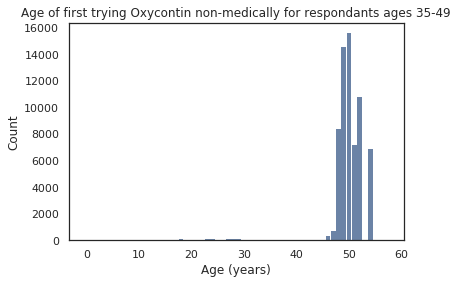 Age of first trying Oxycontin non-medically for respondants ages 35-49
16000
14000
12000
10000
8000
6000
4000
2000
0
Count
0 10 20 30 40 50 60
Age (years)